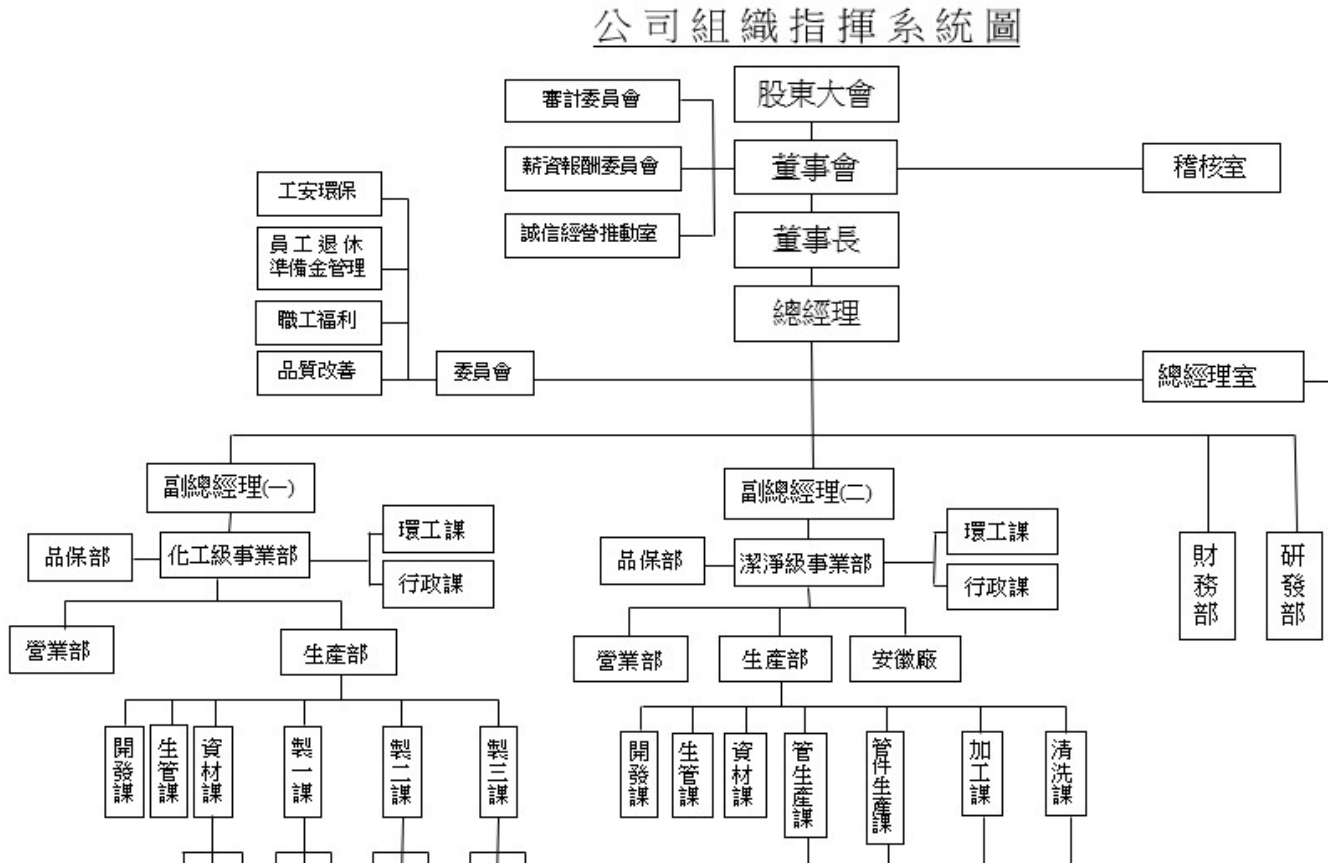 公司組織指揮系統圖
股東大會
審計委員會
董事會
薪資報酬委員會
稽核室
誠信經營推動室
董事長
工安環保
員工退休
準備金管理
總經理
職工福利
品質改善
委員會
總經理室
副總經理(一)
副總經理(二)
品保部
化工級事業部
環工課
行政課
品保部
潔淨級事業部
環工課
行政課
財務部
研發部
營業部
生產部
營業部
生產部
安徽廠
開發課
生管課
資材課
製一課
製二課
製三課
開發課
生管課
資材課
管生產課
管件生產課
加工課
清洗課